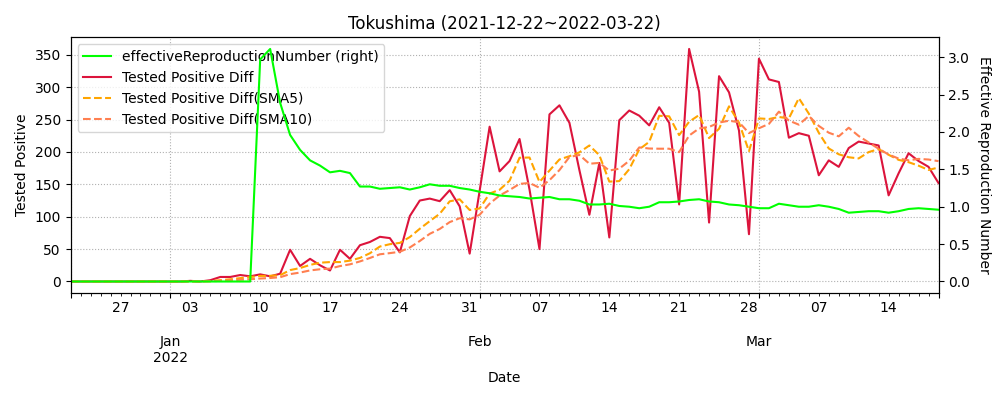 Tokushima (2021-12-22~2022-03-22)
effectiveReproductionNumber (right)
Tested Positive Diff
Tested Positive Diff(SMA5)
Tested Positive Diff(SMA10)
Tested Positive
350
300
250
200
150
100
50
0
3.0
2.5
2.0
1.5
1.0
0.5
0.0
Effective Reproduction Number
27 03 10 17 24 31 07 14 21 28 07 14
Jan Feb Mar
2022
Date